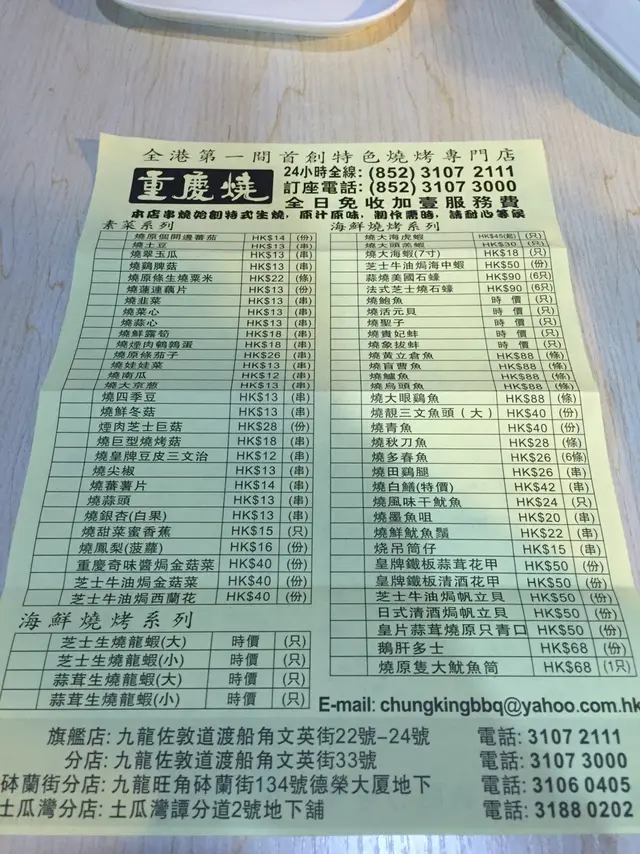 全港第一間首創特色燒烤專門店
重慶燒
24小時全線: (852) 3107 2111
訂座電話: (852) 3107 3000
全日免收加壹服務費
本店串燒始創特式生燒，原汁原味，制作需時，請耐心等候
素菜系列
燒原個開邊蕃茄 HK$14 (份)
燒土豆 HK$13 (串)
燒翠玉瓜 HK$13 (串)
燒鷄牌菇 HK$13 (串)
燒原條生燒粟米 HK$22 (條)
燒蓮連藕片 HK$13 (份)
燒韭菜 HK$13 (串)
燒菜心 HK$13 (串)
燒蒜心 HK$13 (串)
燒鮮露筍 HK$18 (串)
燒煙肉鵪鶉蛋 HK$18 (串)
燒原條茄子 HK$26 (串)
燒娃娃菜 HK$13 (串)
燒南瓜 HK$12 (串)
燒大京葱 HK$13 (串)
燒四季豆 HK$13 (串)
燒鮮冬菇 HK$13 (串)
煙肉芝士巨菇 HK$28 (份)
燒巨型燒烤菇 HK$18 (串)
燒皇牌豆皮三文治 HK$12 (串)
燒尖椒 HK$13 (串)
燒蕃薯片 HK$14 (串)
燒蒜頭 HK$13 (串)
燒銀杏(白果) HK$13 (串)
燒甜菜蜜香蕉 HK$15 (只)
燒鳳梨(菠蘿) HK$16 (份)
重慶奇味醬焗金菇菜 HK$40 (份)
芝士牛油焗金菇菜 HK$40 (份)
芝士牛油焗西蘭花 HK$40 (份)
海鮮燒烤系列
芝士生燒龍蝦(大) 時價 (只)
芝士生燒龍蝦(小) 時價 (只)
蒜茸生燒龍蝦(大) 時價 (只)
蒜茸生燒龍蝦(小) 時價 (只)
海鮮燒烤系列
燒大海虎蝦 HK$45(起) (只)
燒大頭羔蝦 HK$30 (只)
燒大海蝦(7寸) HK$18 (只)
芝士牛油焗海中蝦 HK$50 (份)
蒜燒美國石蠔 HK$90 (6只)
法式芝士燒石蠔 HK$90 (6只)
燒鮑魚 時價 (只)
燒活元貝 時價 (只)
燒聖子 時價 (只)
燒貴妃蚌 時價 (只)
燒象拔蚌 時價 (只)
燒黃立倉魚 HK$88 (條)
燒盲曹魚 HK$88 (條)
燒鱸魚 HK$88 (條)
燒烏頭魚 HK$88 (條)
燒大眼鷄魚 HK$88 (條)
燒靚三文魚頭(大) HK$40 (份)
燒青魚 HK$40 (份)
燒秋刀魚 HK$28 (條)
燒多春魚 HK$26 (6條)
燒田鷄腿 HK$26 (串)
燒白鱔(特價) HK$42 (串)
燒風味干魷魚 HK$24 (只)
燒墨魚咀 HK$20 (串)
燒鮮魷魚鬚 HK$22 (串)
烧吊筒仔 HK$15 (串)
皇牌鐵板蒜茸花甲 HK$50 (份)
皇牌鐵板清酒花甲 HK$50 (份)
芝士牛油焗帆立貝 HK$50 (份)
日式清酒焗帆立貝 HK$50 (份)
皇片蒜茸燒原只青口 HK$50 (份)
鵝肝多士 HK$68 (份)
燒原隻大魷魚筒 HK$68 (1只)
E-mail: chungkingbbq@yahoo.com.hk
旗艦店: 九龍佐敦道渡船角文英街22號-24號 電話: 3107 2111
分店: 九龍佐敦道渡船角文英街33號 電話: 3107 3000
砵蘭街分店: 九龍旺角砵蘭街134號德榮大厦地下 電話: 3106 0405
土瓜灣分店: 土瓜灣譚分道2號地下舖 電話: 3188 0202